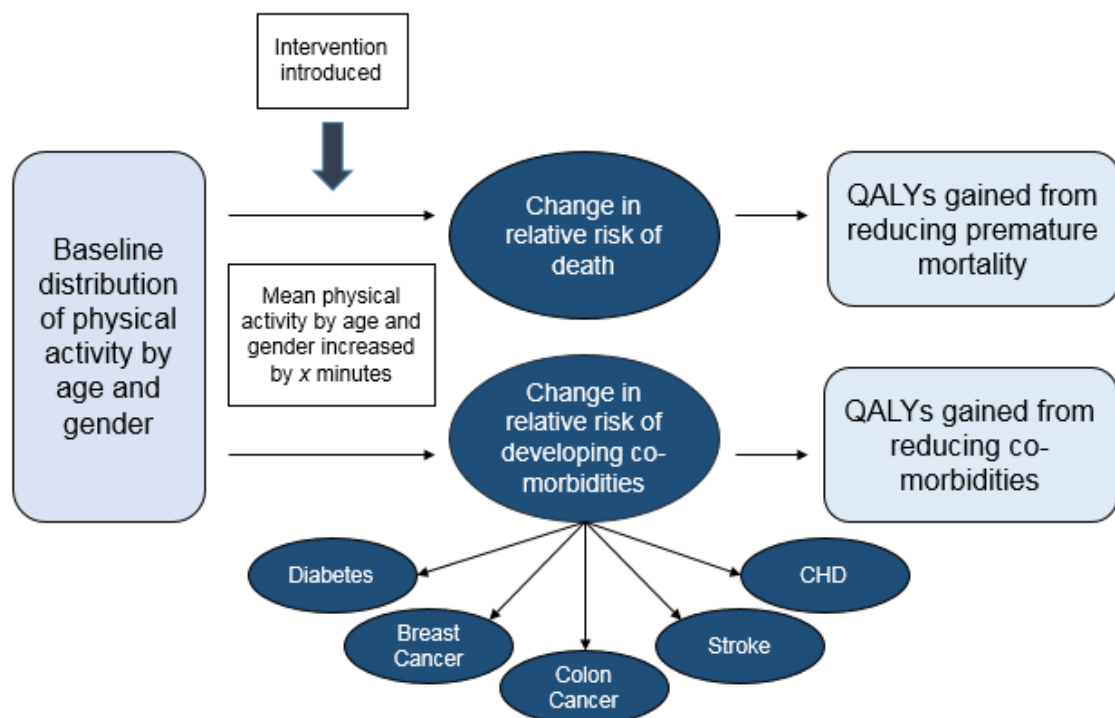 Intervention
introduced
Baseline
distribution
of physical
activity by
age and
gender
Change in
relative risk of
death
QALYs gained from
reducing premature
mortality
Mean physical
activity by age and
gender increased
by x minutes
Change in
relative risk of
developing co-
morbidities
QALYs gained from
reducing co-
morbidities
Diabetes
Breast
Cancer
Colon
Cancer
Stroke
CHD